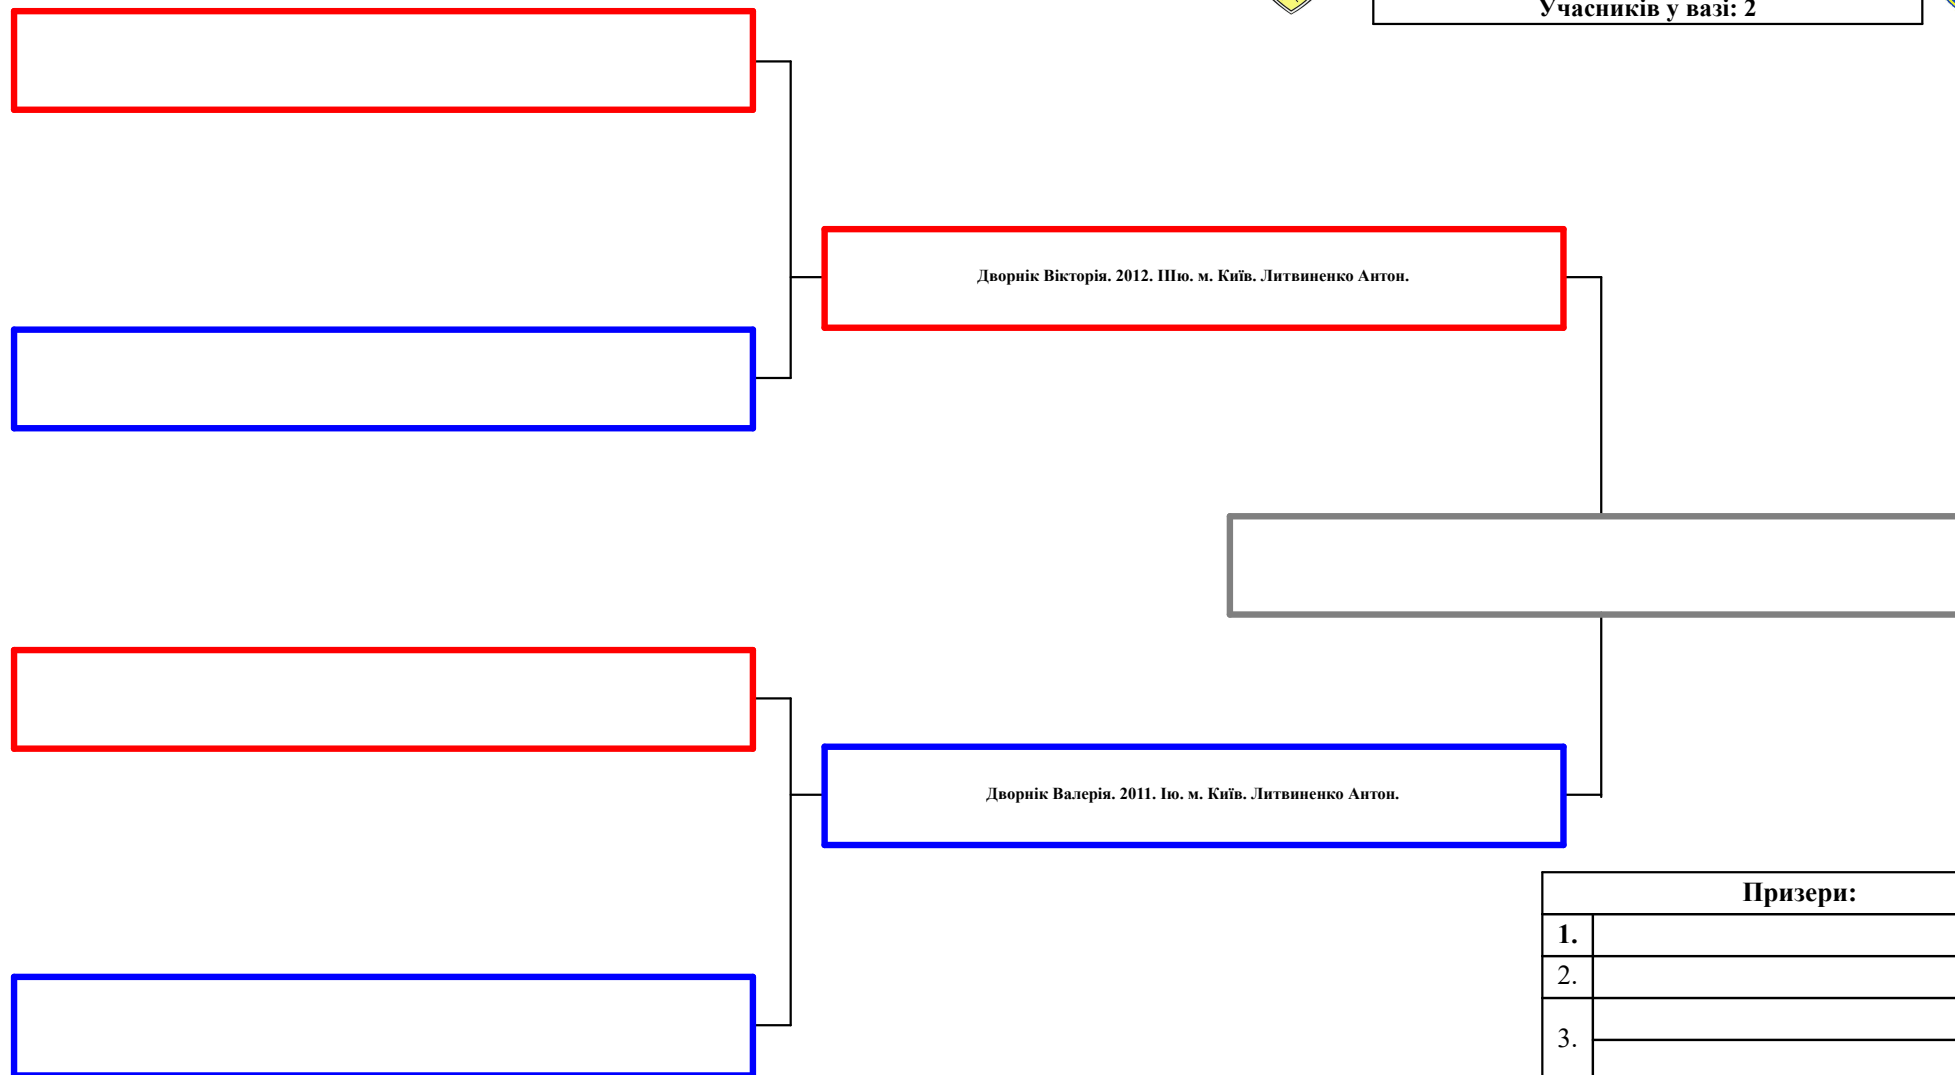 Учасників у вазі: 2
Дворнік Вікторія. 2012. ІІІю. м. Київ. Литвиненко Антон.
Дворнік Валерія. 2011. Ію. м. Київ. Литвиненко Антон.
Призери:
1.
2.
3.